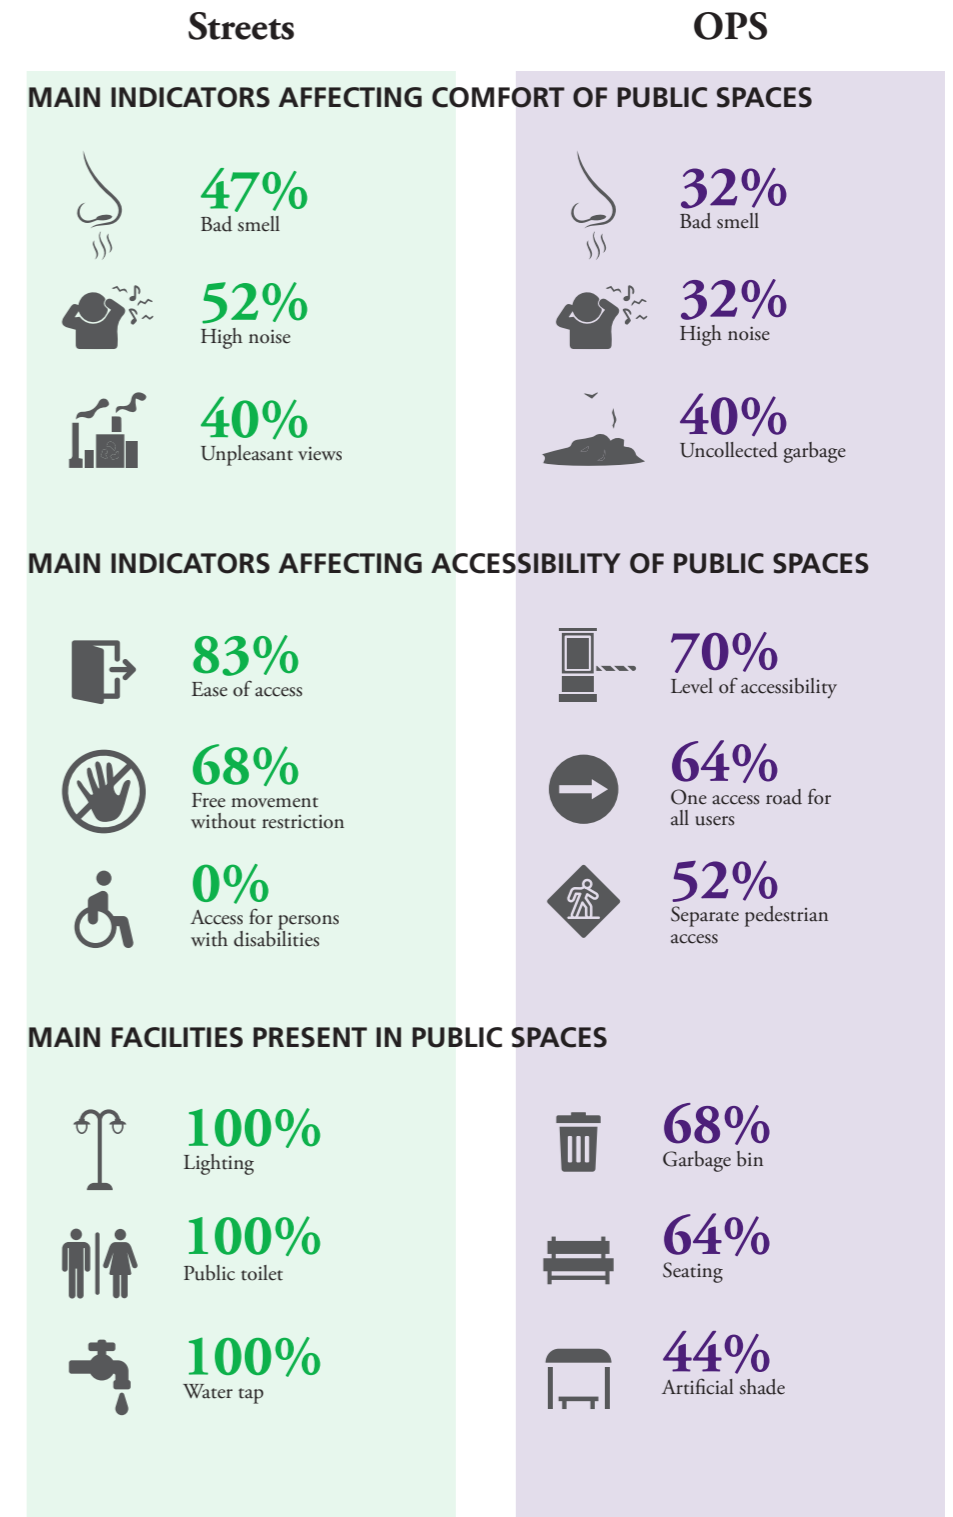 Streets
OPS
MAIN INDICATORS AFFECTING COMFORT OF PUBLIC SPACES
47%
Bad smell
32%
Bad smell
52%
High noise
32%
High noise
40%
Unpleasant views
40%
Uncollected garbage
MAIN INDICATORS AFFECTING ACCESSIBILITY OF PUBLIC SPACES
83%
Ease of access
70%
Level of accessibility
68%
Free movement
without restriction
64%
One access road for
all users
0%
Access for persons
with disabilities
52%
Separate pedestrian
access
MAIN FACILITIES PRESENT IN PUBLIC SPACES
100%
Lighting
68%
Garbage bin
100%
Public toilet
64%
Seating
100%
Water tap
44%
Artificial shade